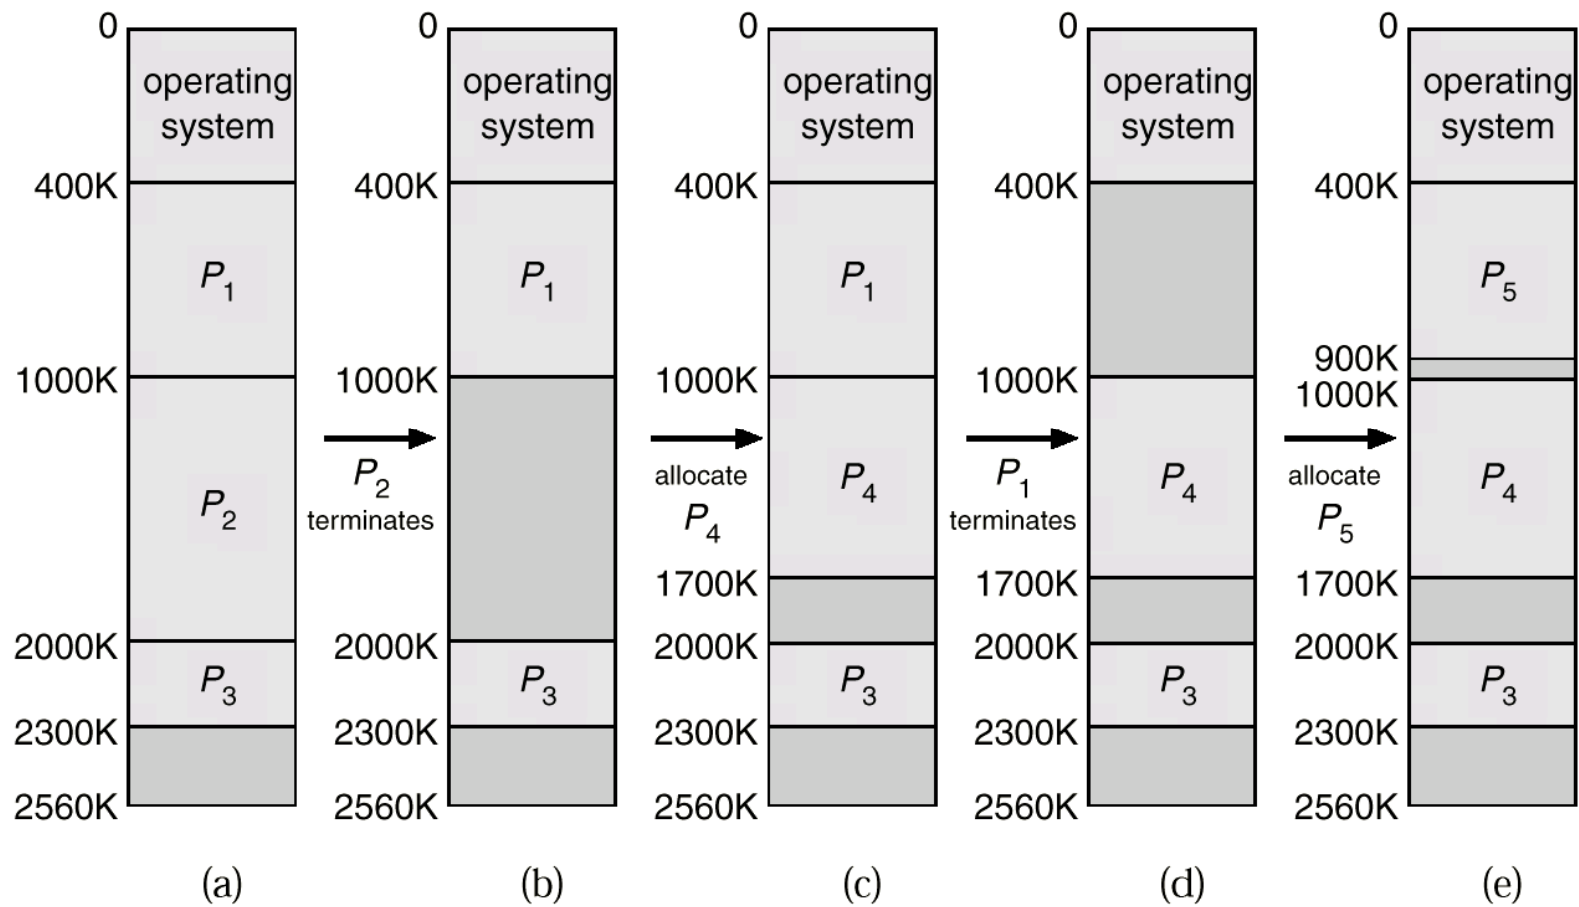 0
operating
system
400K
P1
1000K
P2
2000K
P3
2300K
2560K
(a)
P2
terminates
0
operating
system
400K
P1
1000K
2000K
P3
2300K
2560K
(b)
allocate
P4
0
operating
system
400K
P1
1000K
P4
1700K
2000K
P3
2300K
2560K
(c)
P1
terminates
0
operating
system
400K
1000K
P4
1700K
2000K
P3
2300K
2560K
(d)
allocate
P5
0
operating
system
400K
P5
900K
1000K
P4
1700K
2000K
P3
2300K
2560K
(e)